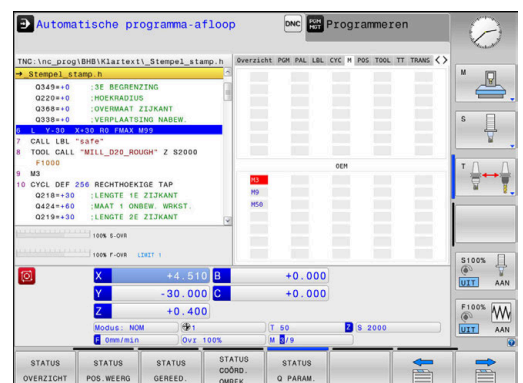 Automatische programma-afloop
DNC
PGM MGT
Programmeren
TNC:\nc_prog\BHB\Klartext\_Stempel_stamp.h
→_Stempel_stamp.h
Q349=+0 ;3E BEGRENZING
Q220=+0 ;HOEKRADIUS
Q368=+0 ;OVERMAAT ZIJKANT
Q338=+0 ;VERPLAATSING NABEW.
6 L Y-30 X+30 R0 FMAX M99
7 CALL LBL "safe"
8 TOOL CALL "MILL_D20_ROUGH" Z S2000
F1000
9 M3
10 CYCL DEF 256 RECHTHOEKIGE TAP
Q218=+30 ;LENGTE 1E ZIJKANT
Q424=+60 ;MAAT 1 ONBEW. WRKST.
Q219=+30 ;LENGTE 2E ZIJKANT
Overzicht PGM PAL LBL CYC M POS TOOL TT TRANS
OEM
M3
M9
M50
100% S-OVR
100% F-OVR LIMIT 1
X +4.510 B +0.000
Y -30.000 C +0.000
Z +0.400
Modus: NOM 1 T 50 Z S 2000
F 0mm/min Ovr 100% M 3/9
M
S
T
S100%
UIT AAN
F100%
UIT AAN
STATUS OVERZICHT
STATUS POS.WEERG
STATUS GEREED.
STATUS COÖRD. OMREK.
STATUS Q PARAM.